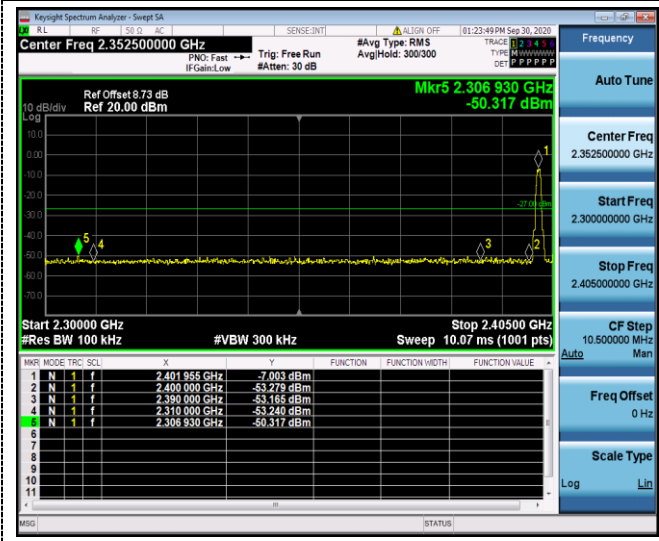 Keysight Spectrum Analyzer - Swept SA
RL RF 50 Ω AC SENSE:INT ALIGN OFF 01:23:49 PM Sep 30, 2020
Center Freq 2.352500000 GHz
PNO: Fast
IFGain:Low
Trig: Free Run
#Atten: 30 dB
#Avg Type: RMS
Avg|Hold: 300/300
TRACE 1 2 3 4 5 6
TYPE M WWWWW
DET P P P P P P
Frequency
Mkr5 2.306 930 GHz
-50.317 dBm
Ref Offset 8.73 dB
10 dB/div Ref 20.00 dBm
Log
10.0
0.00
-10.0
-20.0
-30.0
-40.0
-50.0
-60.0
-70.0
-27.00 dBm
1
5
4
3
2
Start 2.30000 GHz Stop 2.40500 GHz
#Res BW 100 kHz #VBW 300 kHz Sweep 10.07 ms (1001 pts)
MKR MODE TRC SCL X Y FUNCTION FUNCTION WIDTH FUNCTION VALUE
1 N 1 f 2.401 955 GHz -7.003 dBm
2 N 1 f 2.400 000 GHz -53.279 dBm
3 N 1 f 2.390 000 GHz -53.165 dBm
4 N 1 f 2.310 000 GHz -53.240 dBm
5 N 1 f 2.306 930 GHz -50.317 dBm
6
7
8
9
10
11
MSG STATUS
Auto Tune
Center Freq
2.352500000 GHz
Start Freq
2.300000000 GHz
Stop Freq
2.405000000 GHz
CF Step
10.500000 MHz
Auto Man
Freq Offset
0 Hz
Scale Type
Log Lin